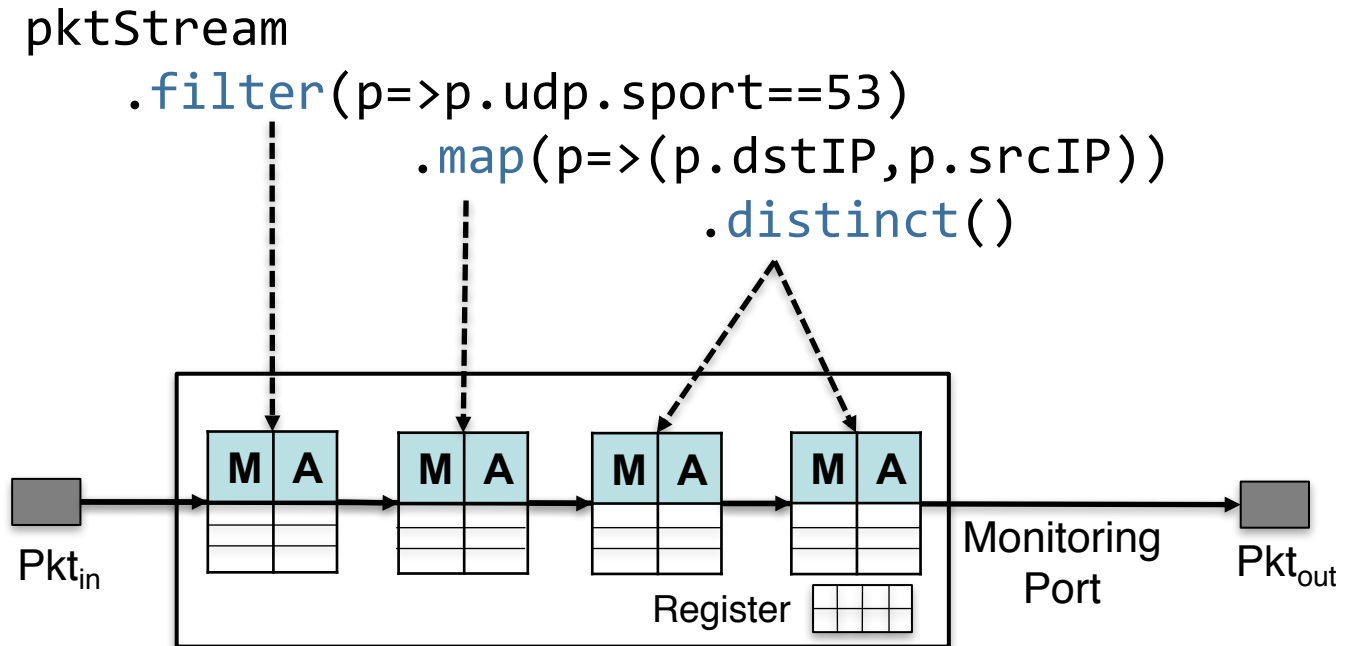 pktStream
.filter(p=>p.udp.sport==53)
.map(p=>(p.dstIP,p.srcIP))
.distinct()
M A M A M A M A
Pktin
Monitoring
Port
Pktout
Register